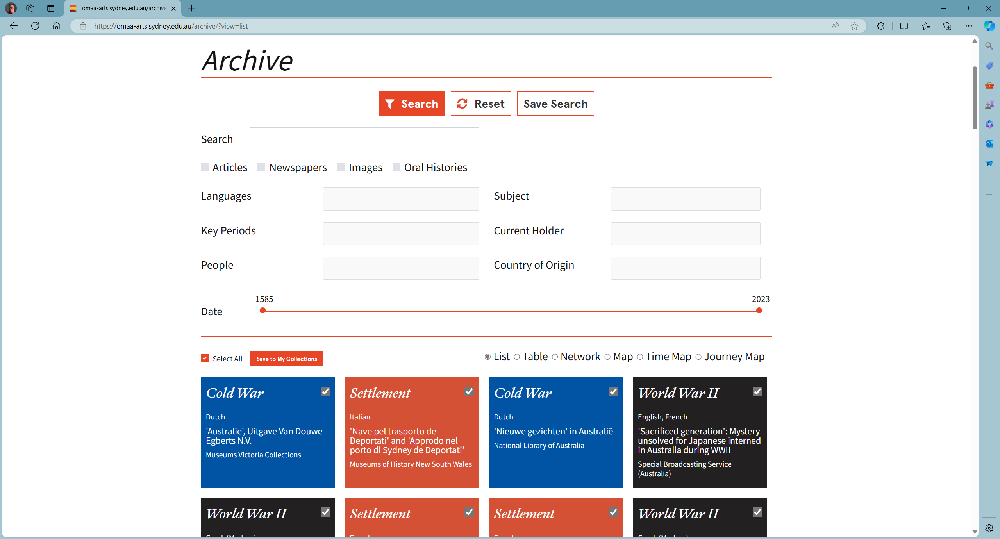 omaa-arts.sydney.edu.au/archive
https://omaa-arts.sydney.edu.au/archive/?view=list
Archive
Search
Reset
Save Search
Search
Articles
Newspapers
Images
Oral Histories
Languages
Subject
Key Periods
Current Holder
People
Country of Origin
1585
2023
Date
Select All
Save to My Collections
List
Table
Network
Map
Time Map
Journey Map
Cold War
Dutch
'Australie', Uitgave Van Douwe
Egberts N.V.
Museums Victoria Collections
Settlement
Italian
'Nave pel trasporto de
Deportati' and 'Approdo nel
porto di Sydney de Deportati'
Museums of History New South Wales
Cold War
Dutch
'Nieuwe gezichten' in Australië
National Library of Australia
World War II
English, French
'Sacrificed generation': Mystery
unsolved for Japanese interned
in Australia during WWII
Special Broadcasting Service
(Australia)
World War II
Greek (Modern)
Settlement
French
Settlement
French
World War II
Greek (Modern)